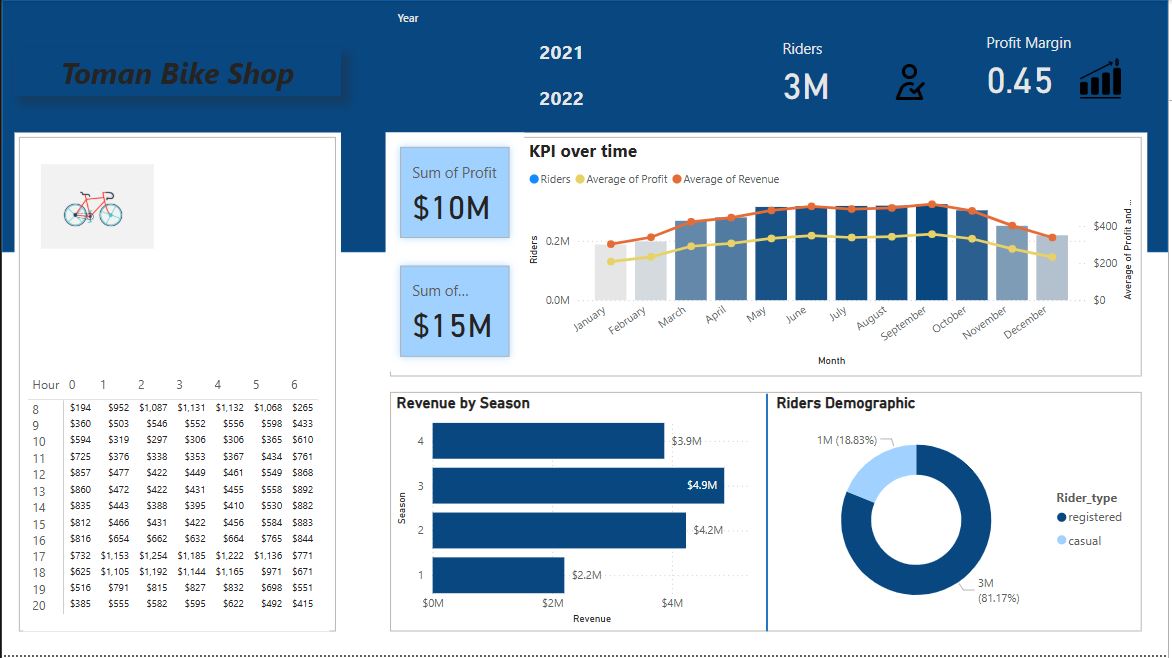 Year
2021
2022
Riders
3M
Profit Margin
0.45
Toman Bike Shop
Sum of Profit
$10M
Sum of...
$15M
KPI over time
Riders Average of Profit Average of Revenue
Riders
0.2M
0.0M
$400
$200
$0
Average of Profit and ...
January February March April May June July August September October November December
Month
Hour 0 1 2 3 4 5 6
8 $194 $952 $1,087 $1,131 $1,132 $1,068 $265
9 $360 $503 $546 $552 $556 $598 $433
10 $594 $319 $297 $306 $306 $365 $610
11 $725 $376 $338 $353 $367 $434 $761
12 $857 $477 $422 $449 $461 $549 $868
13 $860 $472 $422 $431 $455 $558 $892
14 $835 $443 $388 $395 $410 $530 $882
15 $812 $466 $431 $422 $456 $584 $883
16 $816 $654 $662 $632 $664 $765 $844
17 $732 $1,153 $1,254 $1,185 $1,222 $1,136 $771
18 $625 $1,105 $1,192 $1,144 $1,165 $971 $671
19 $516 $791 $815 $827 $832 $698 $551
20 $385 $555 $582 $595 $622 $492 $415
Revenue by Season
Season
4 $3.9M
3 $4.9M
2 $4.2M
1 $2.2M
$0M $2M $4M
Revenue
Riders Demographic
1M (18.83%)
3M
(81.17%)
Rider_type
registered
casual